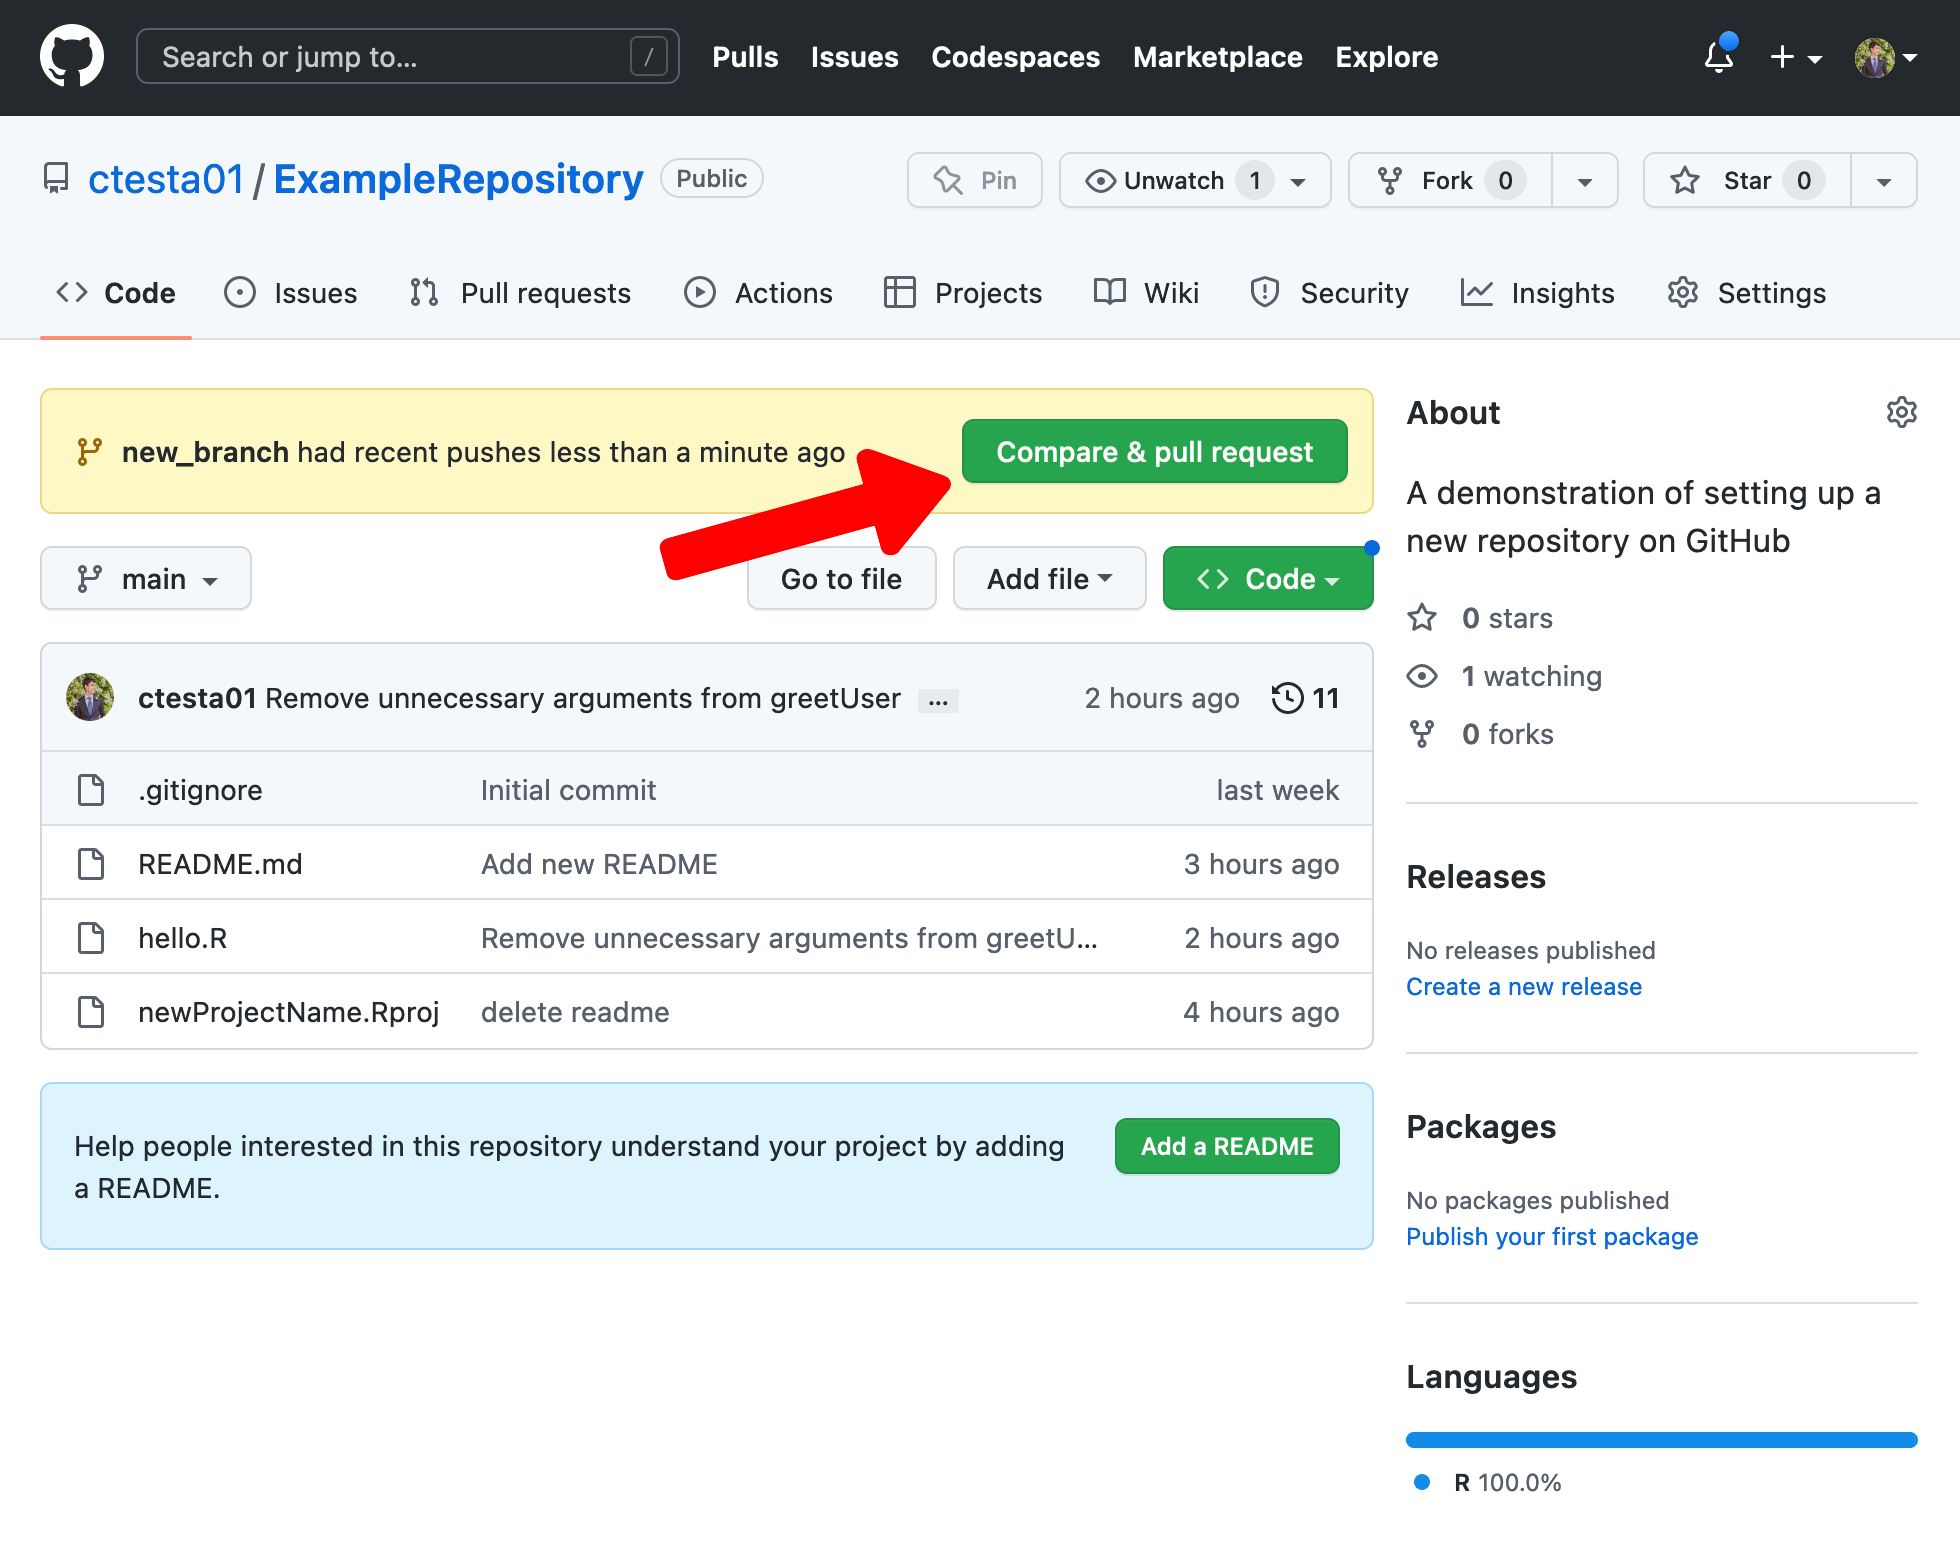 Search or jump to... /
Pulls Issues Codespaces Marketplace Explore
ctesta01 / ExampleRepository Public
Pin Unwatch 1 Fork 0 Star 0
Code Issues Pull requests Actions Projects Wiki Security Insights Settings
new_branch had recent pushes less than a minute ago Compare & pull request
main Go to file Add file Code
ctesta01 Remove unnecessary arguments from greetUser ... 2 hours ago 11
.gitignore Initial commit last week
README.md Add new README 3 hours ago
hello.R Remove unnecessary arguments from greetU... 2 hours ago
newProjectName.Rproj delete readme 4 hours ago
Help people interested in this repository understand your project by adding
a README.
Add a README
About
A demonstration of setting up a
new repository on GitHub
0 stars
1 watching
0 forks
Releases
No releases published
Create a new release
Packages
No packages published
Publish your first package
Languages
R 100.0%